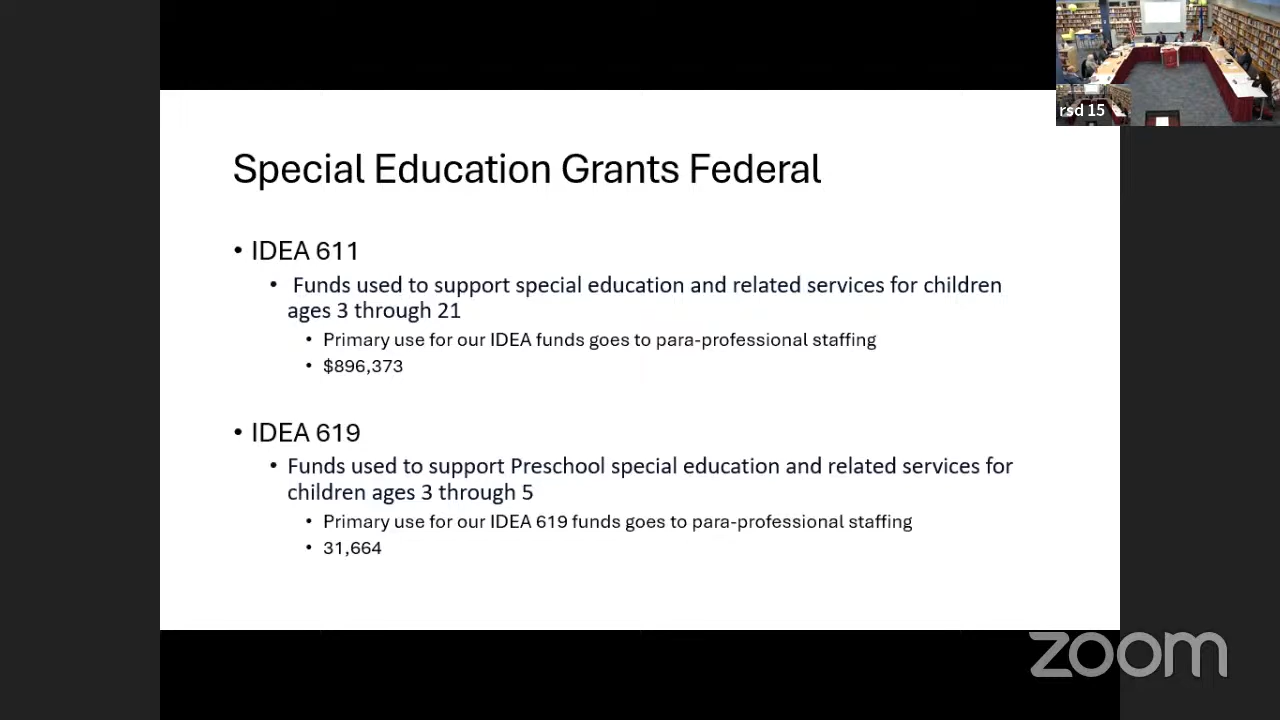 rsd 15
Special Education Grants Federal
• IDEA 611
• Funds used to support special education and related services for children
ages 3 through 21
• Primary use for our IDEA funds goes to para-professional staffing
• $896,373
• IDEA 619
• Funds used to support Preschool special education and related services for
children ages 3 through 5
• Primary use for our IDEA 619 funds goes to para-professional staffing
• 31,664
zoom